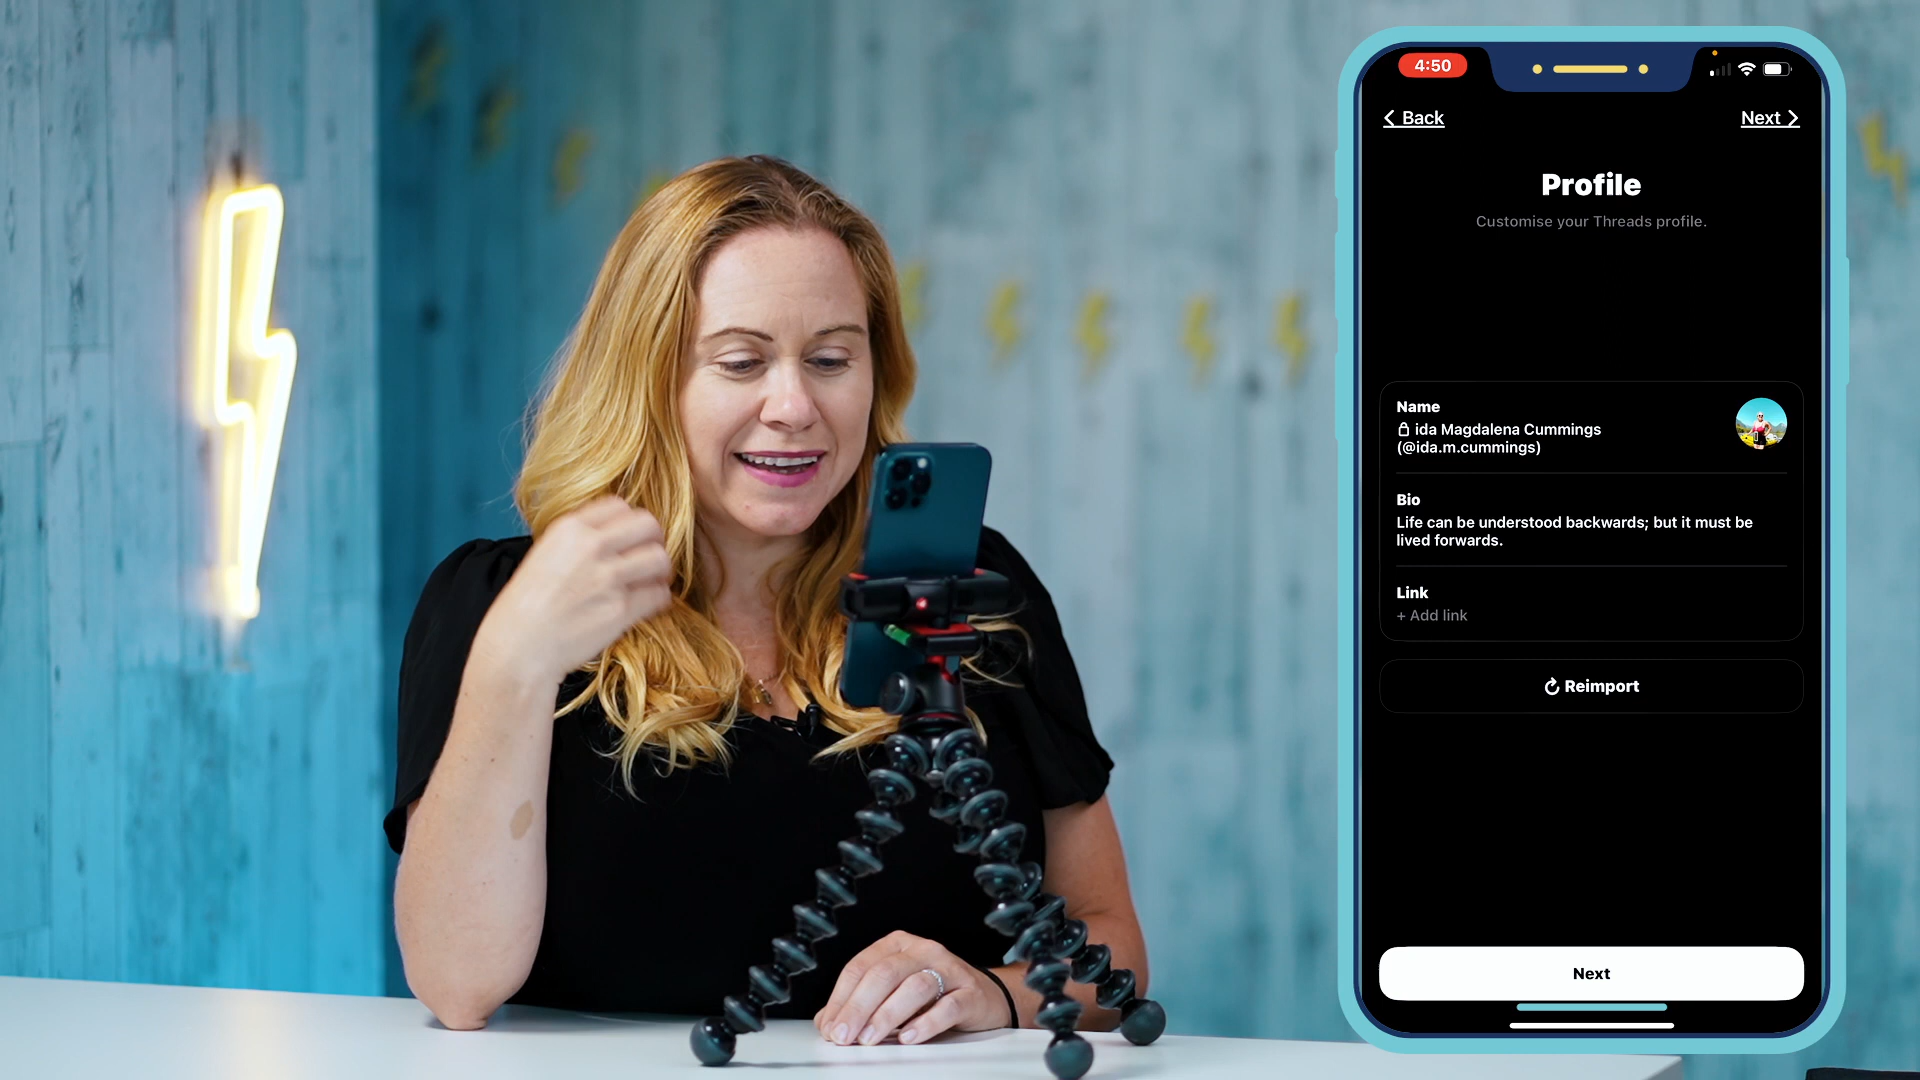 4:50
Back
Next
Profile
Customise your Threads profile.
Name
ida Magdalena Cummings
(@ida.m.cummings)
Bio
Life can be understood backwards; but it must be
lived forwards.
Link
+ Add link
Reimport
Next